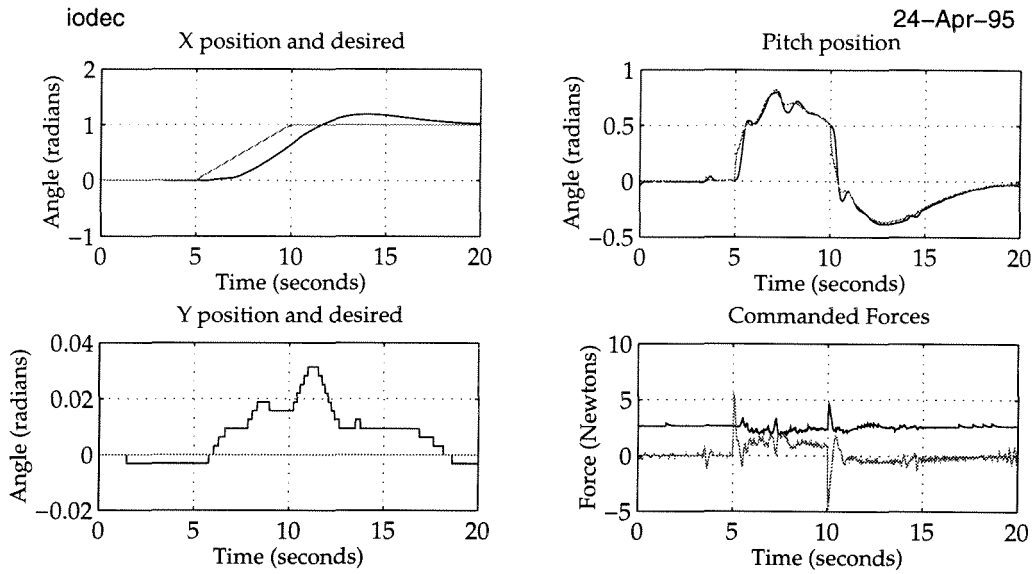 iodec
24-Apr-95
X position and desired
Angle (radians)
2
1
0
−1
0
5
10
15
20
Time (seconds)
Pitch position
Angle (radians)
1
0.5
0
−0.5
0
5
10
15
20
Time (seconds)
Y position and desired
Angle (radians)
0.04
0.02
0
−0.02
0
5
10
15
20
Time (seconds)
Commanded Forces
Force (Newtons)
10
5
0
−5
0
5
10
15
20
Time (seconds)